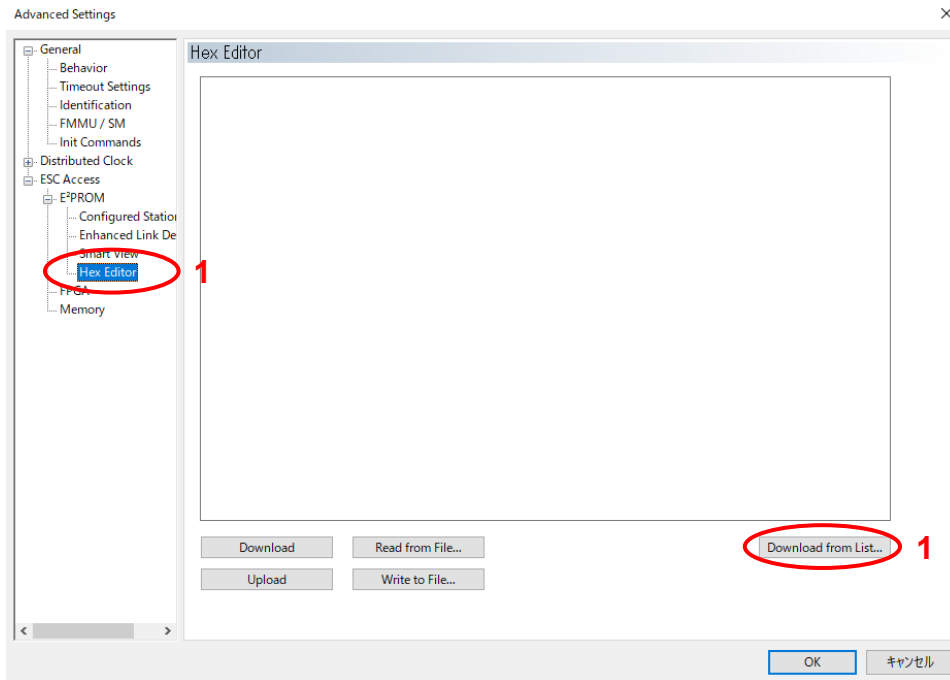 Advanced Settings
General
Behavior
Timeout Settings
Identification
FMMU / SM
Init Commands
Distributed Clock
ESC Access
E²PROM
Configured Station
Enhanced Link De
Smart View
Hex Editor
1
FPGA
Memory
Hex Editor
Download
Read from File...
Download from List...
1
Upload
Write to File...
OK
キャンセル